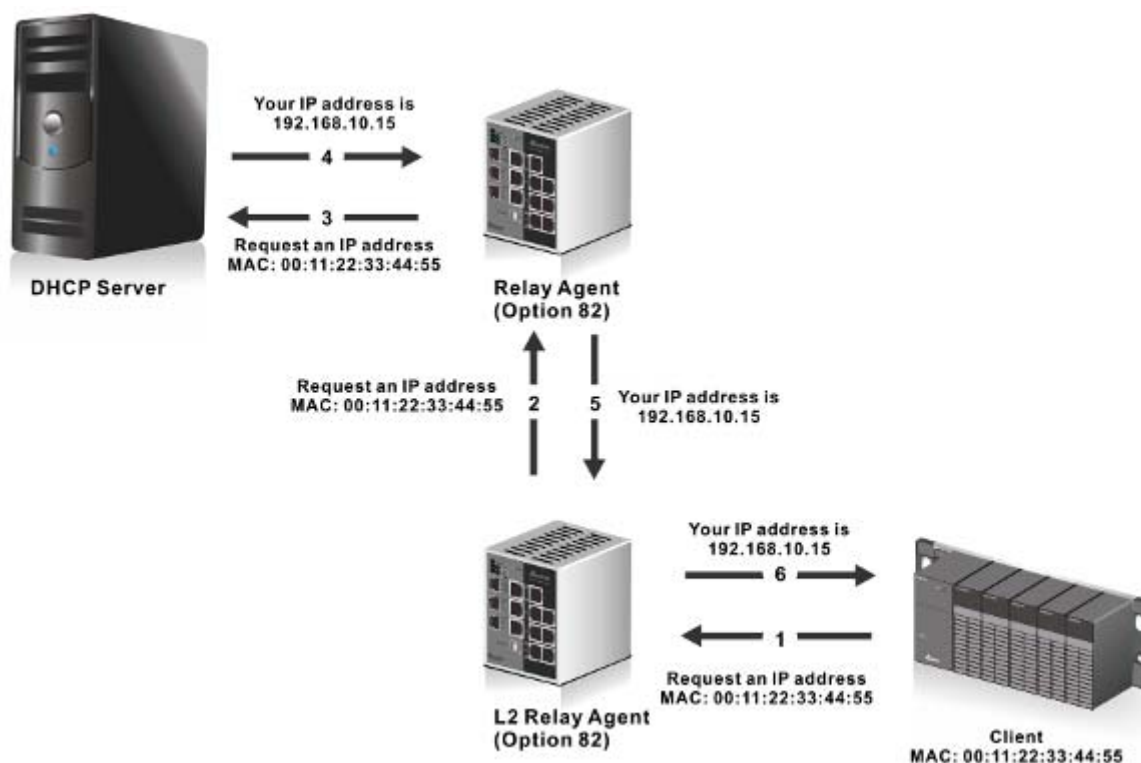 Your IP address is
192.168.10.15
4
3
Request an IP address
MAC: 00:11:22:33:44:55
DHCP Server
Relay Agent
(Option 82)
Request an IP address
MAC: 00:11:22:33:44:55
2
5
Your IP address is
192.168.10.15
Your IP address is
192.168.10.15
6
1
Request an IP address
MAC: 00:11:22:33:44:55
L2 Relay Agent
(Option 82)
Client
MAC: 00:11:22:33:44:55